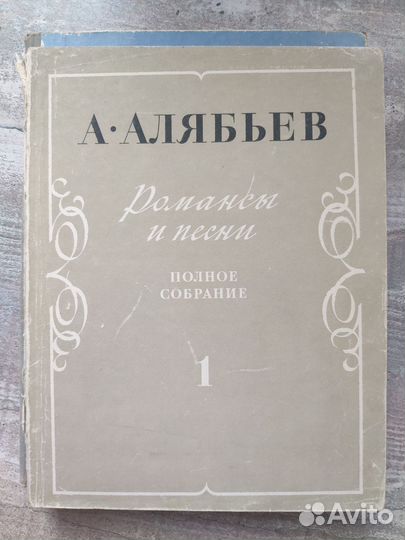 А·АЛЯБЬЕВ
Романсы
и песни
ПОЛНОЕ
СОБРАНИЕ
1
Avito